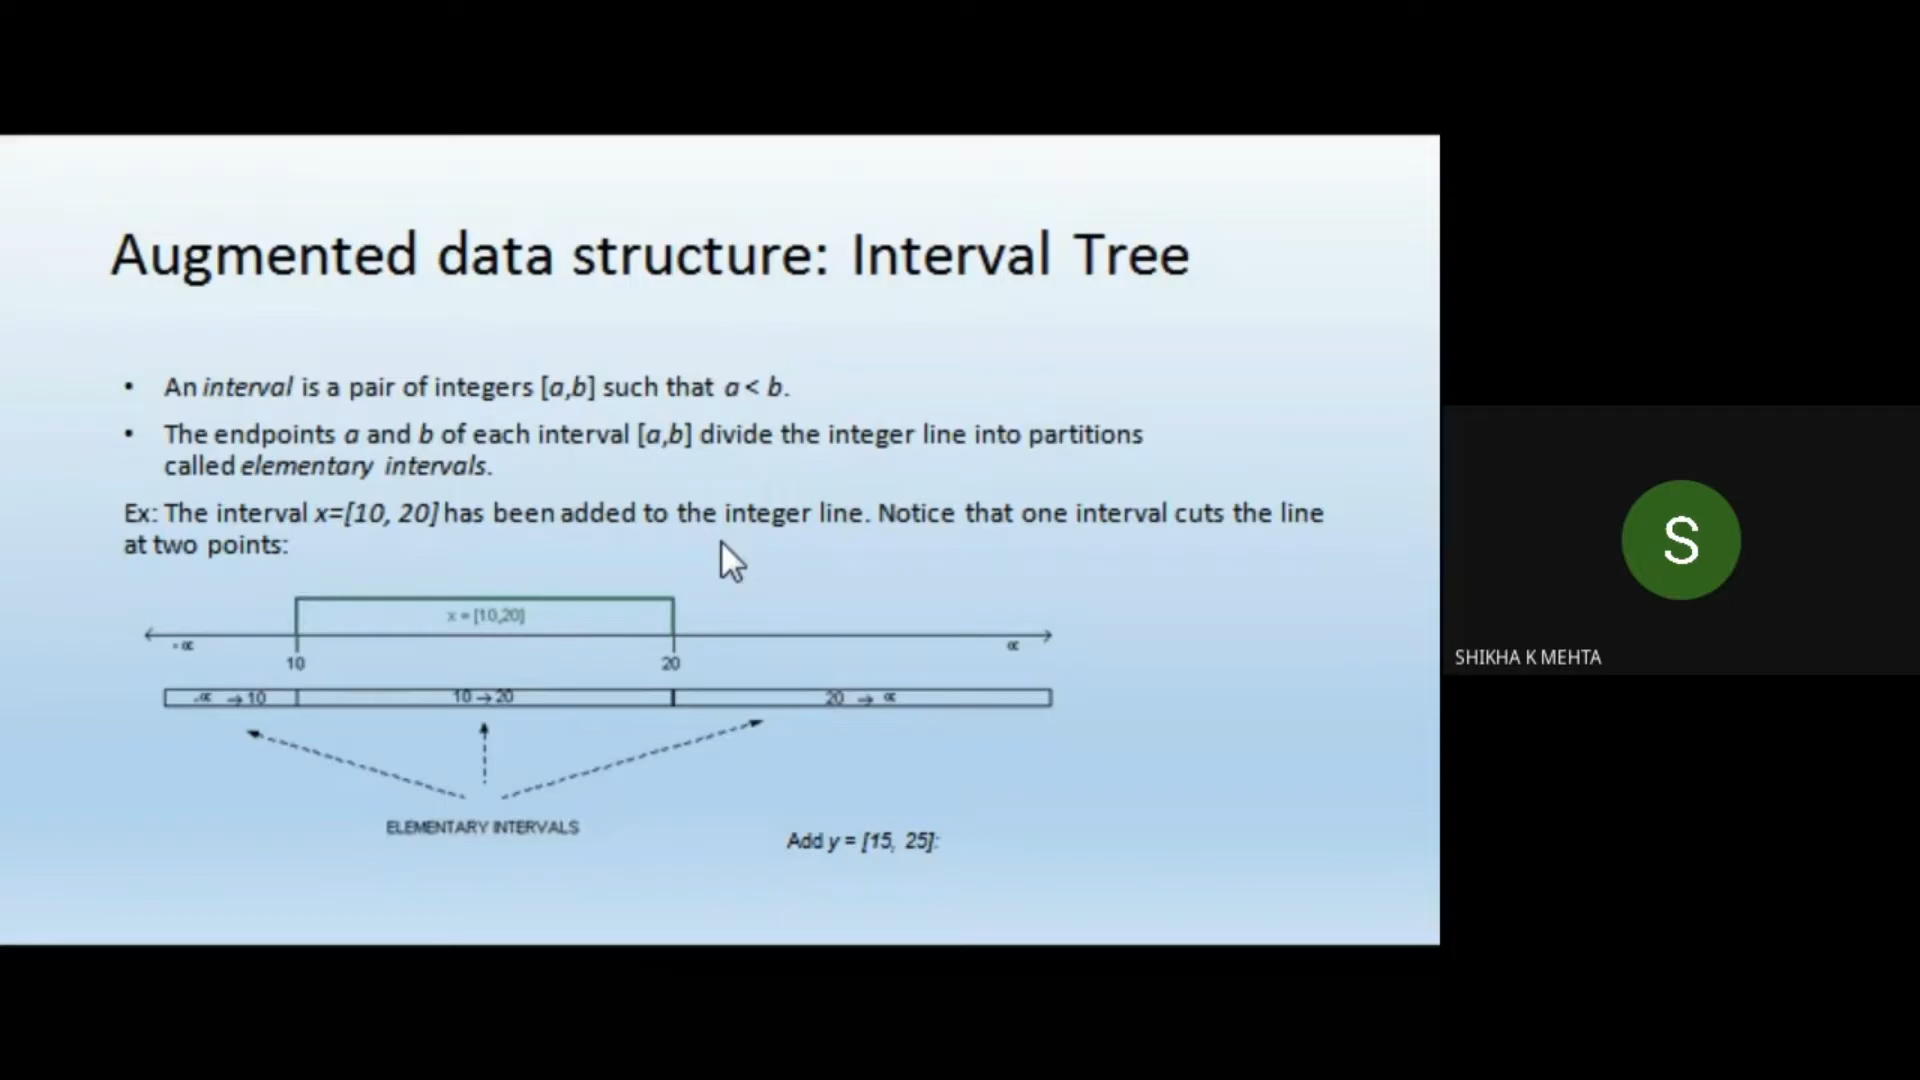 Augmented data structure: Interval Tree
• An interval is a pair of integers [a,b] such that a < b.
• The endpoints a and b of each interval [a,b] divide the integer line into partitions
called elementary intervals.
Ex: The interval x=[10, 20] has been added to the integer line. Notice that one interval cuts the line
at two points:
x = [10,20]
-∝ ∝
10 20
-∝ →10 10→20 20 → ∝
ELEMENTARY INTERVALS
Add y = [15, 25]:
S
SHIKHA K MEHTA